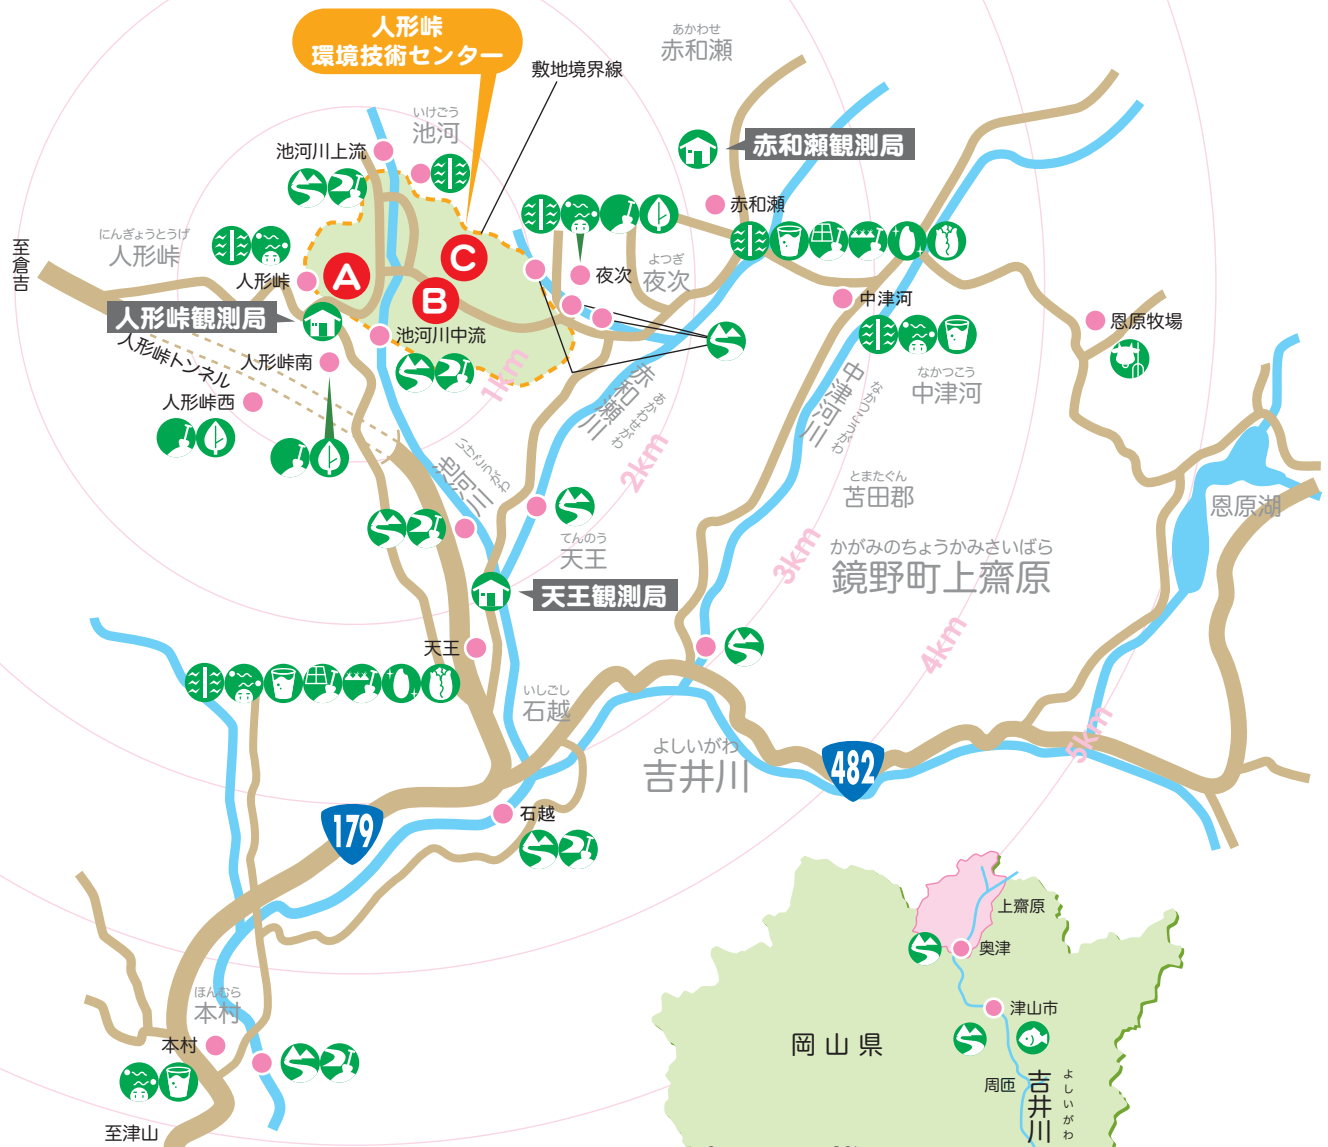 人形峠
環境技術センター
敷地境界線
あかわせ
赤和瀬
いけごう
池河
池河川上流
赤和瀬観測局
赤和瀬
にんぎょうとうげ
人形峠
至倉吉
人形峠
A
C
B
夜次
よつぎ
夜次
中津河
恩原牧場
人形峠観測局
池河川中流
人形峠トンネル
人形峠南
人形峠西
1km
なかつこう
中津河
赤和瀬川
あかわせがわ
中津河川
なかつこうがわ
2km
池河川
いけごうがわ
とまたぐん
苫田郡
恩原湖
てんのう
天王
3km
かがみのちょうかみさいばら
鏡野町上齋原
天王観測局
天王
4km
いしごし
石越
よしいがわ
吉井川
5km
482
179
石越
上齋原
奥津
ほんむら
本村
本村
津山市
岡山県
周匝
吉井川
よしいがわ
至津山